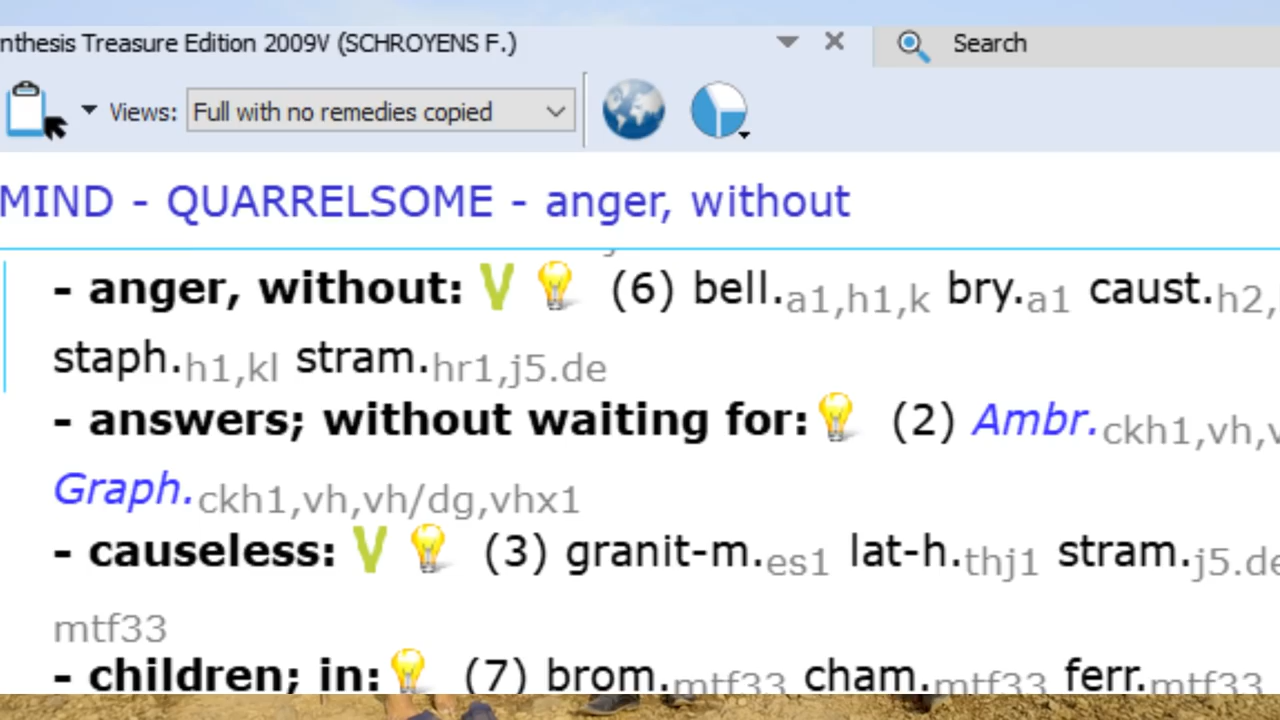 nthesis Treasure Edition 2009V (SCHROYENS F.)
Search
Views: Full with no remedies copied
MIND - QUARRELSOME - anger, without
- anger, without: V (6) bell.a1,h1,k bry.a1 caust.h2,
staph.h1,kl stram.hr1,j5.de
- answers; without waiting for: (2) Ambr.ckh1,vh,v
Graph.ckh1,vh,vh/dg,vhx1
- causeless: V (3) granit-m.es1 lat-h.thj1 stram.j5.de
mtf33
- children; in: (7) brom.mtf33 cham.mtf33 ferr.mtf33